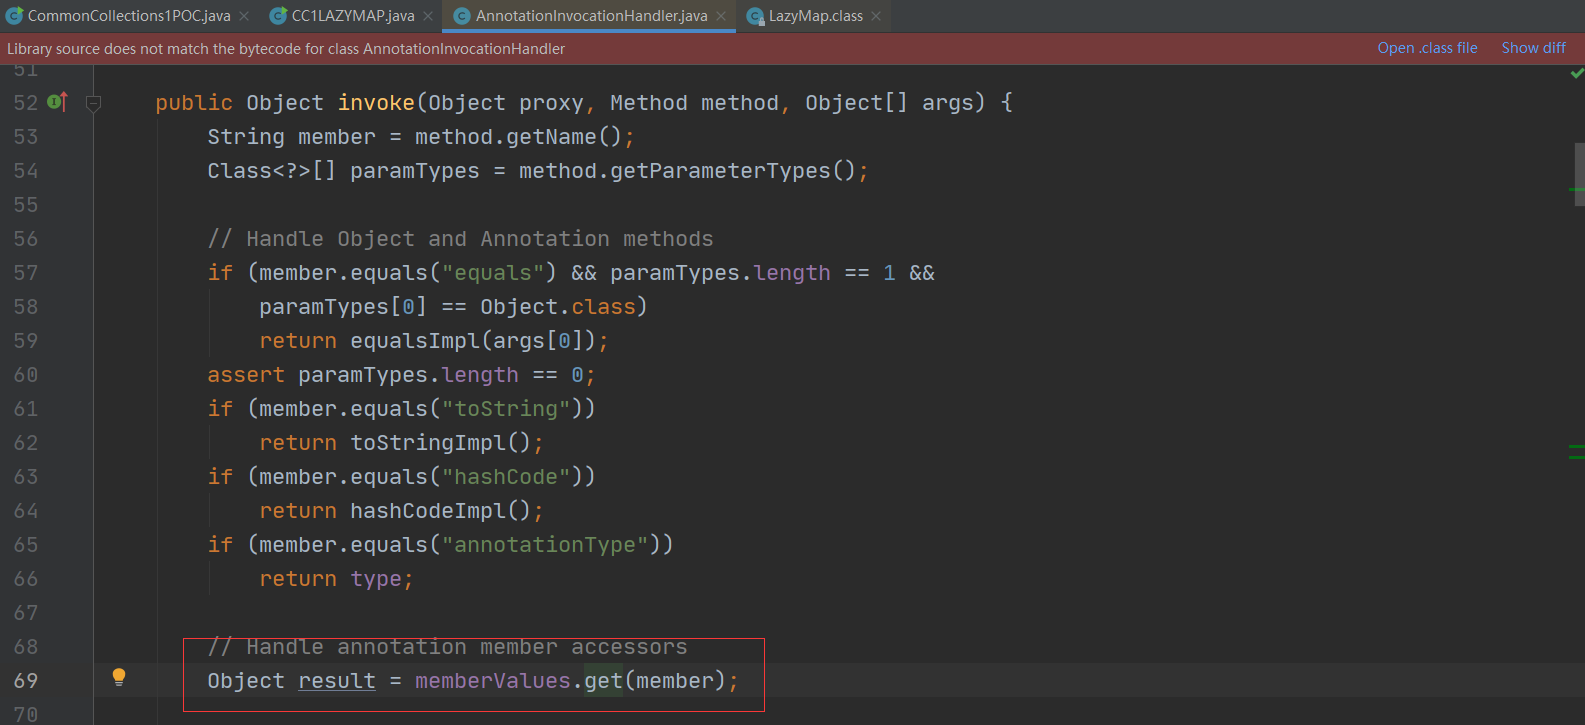 CommonCollections1POC.java CC1LAZYMAP.java AnnotationInvocationHandler.java LazyMap.class
Library source does not match the bytecode for class AnnotationInvocationHandler Open .class file Show diff
51
52 public Object invoke(Object proxy, Method method, Object[] args) {
53 String member = method.getName();
54 Class<?>[] paramTypes = method.getParameterTypes();
55
56 // Handle Object and Annotation methods
57 if (member.equals("equals") && paramTypes.length == 1 &&
58 paramTypes[0] == Object.class)
59 return equalsImpl(args[0]);
60 assert paramTypes.length == 0;
61 if (member.equals("toString"))
62 return toStringImpl();
63 if (member.equals("hashCode"))
64 return hashCodeImpl();
65 if (member.equals("annotationType"))
66 return type;
67
68 // Handle annotation member accessors
69 Object result = memberValues.get(member);
70